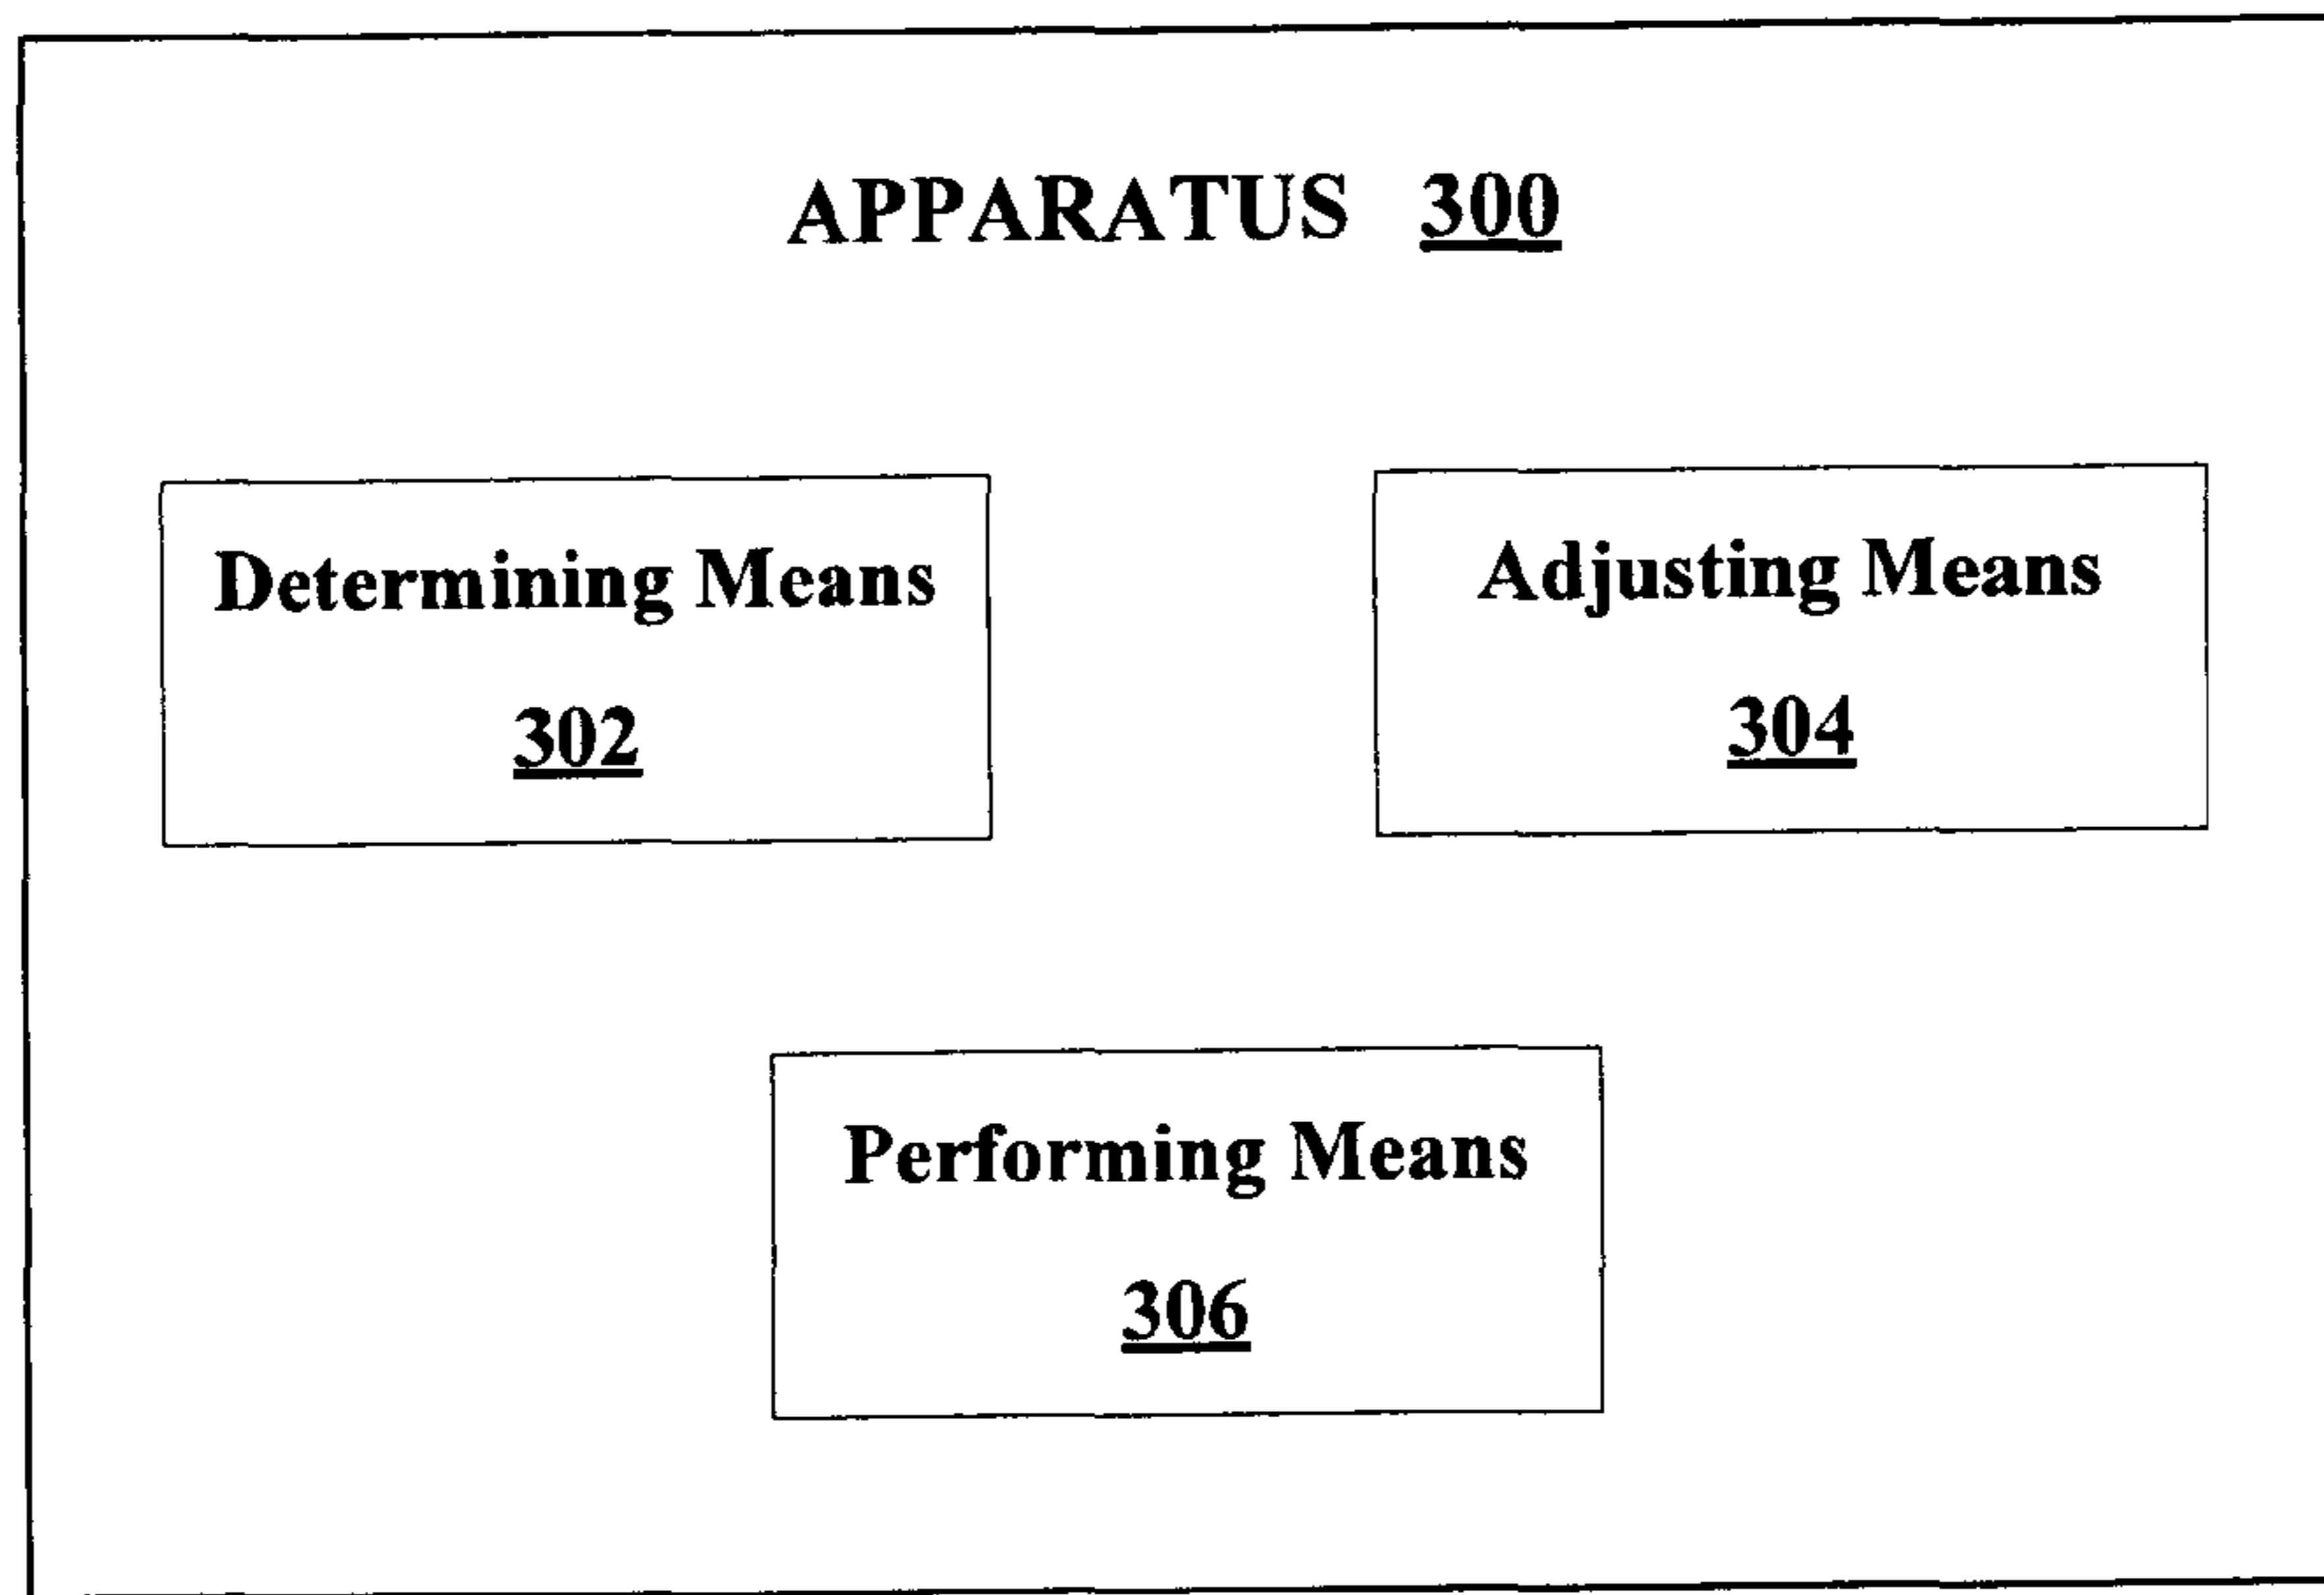 APPARATUS 300
Determining Means
302
Adjusting Means
304
Performing Means
306